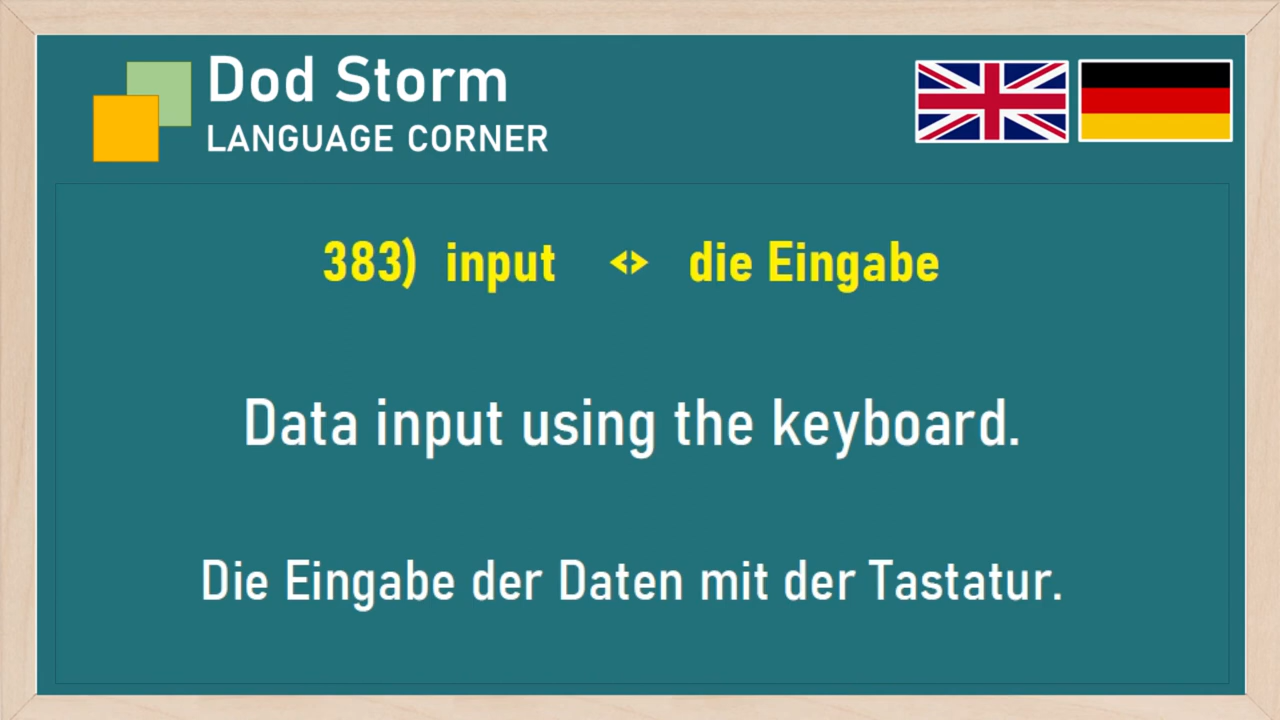 Dod Storm
LANGUAGE CORNER
383) input <> die Eingabe
Data input using the keyboard.
Die Eingabe der Daten mit der Tastatur.